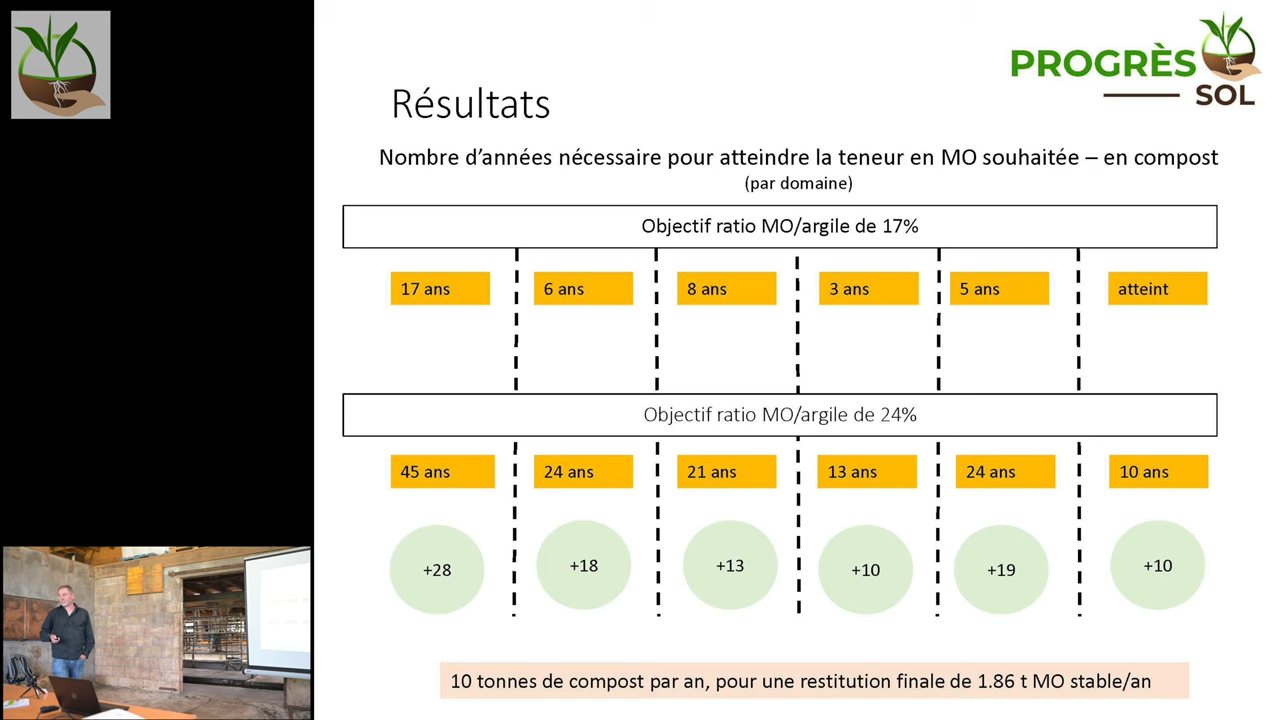 PROGRÈS
SOL
Résultats
Nombre d’années nécessaire pour atteindre la teneur en MO souhaitée – en compost
(par domaine)
Objectif ratio MO/argile de 17%
17 ans
6 ans
8 ans
3 ans
5 ans
atteint
Objectif ratio MO/argile de 24%
45 ans
24 ans
21 ans
13 ans
24 ans
10 ans
+28
+18
+13
+10
+19
+10
10 tonnes de compost par an, pour une restitution finale de 1.86 t MO stable/an